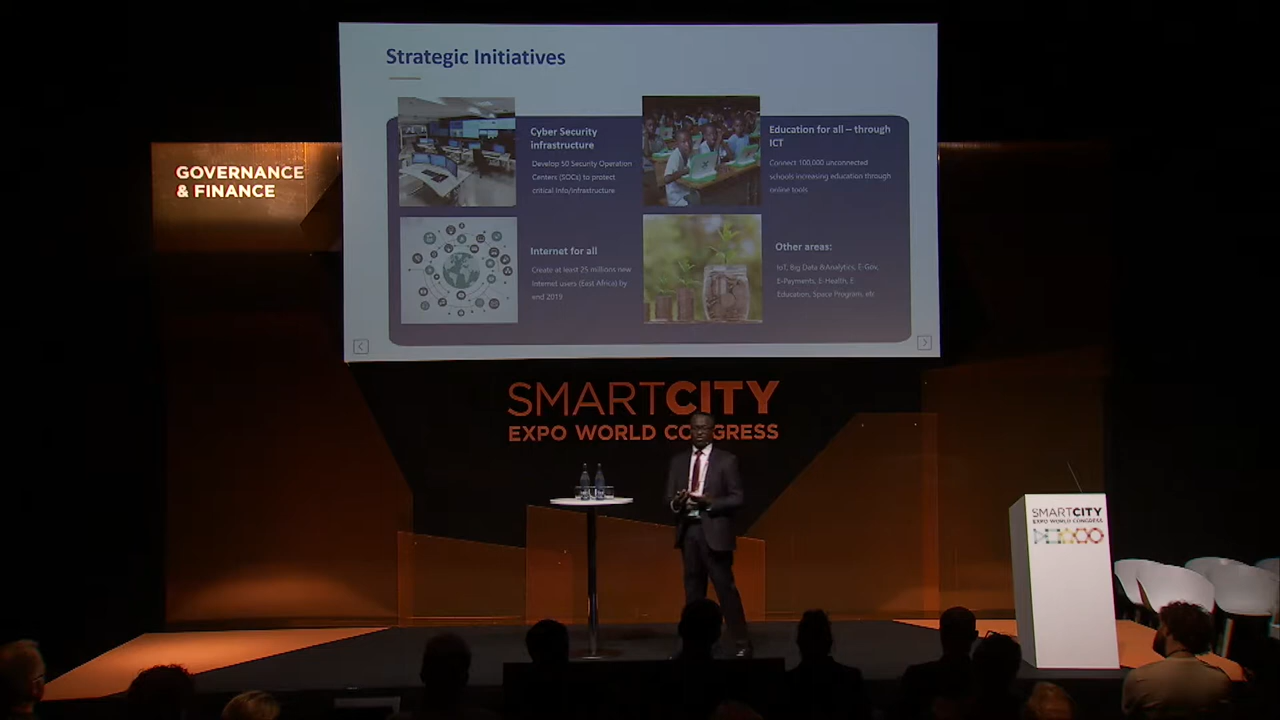 Strategic Initiatives
Cyber Security
infrastructure
Develop 50 Security Operation
Centers (SOCs) to protect
critical Info/infrastructure
Education for all – through
ICT
Connect 100,000 unconnected
schools increasing education through
online tools
Internet for all
Create at least 25 millions new
Internet users (East Africa) by
end 2019
Other areas:
IoT, Big Data &Analytics, E-Gov,
E-Payments, E-Health, E
Education, Space Program, etc
GOVERNANCE
& FINANCE
SMARTCITY
EXPO WORLD CONGRESS
SMARTCITY
EXPO WORLD CONGRESS